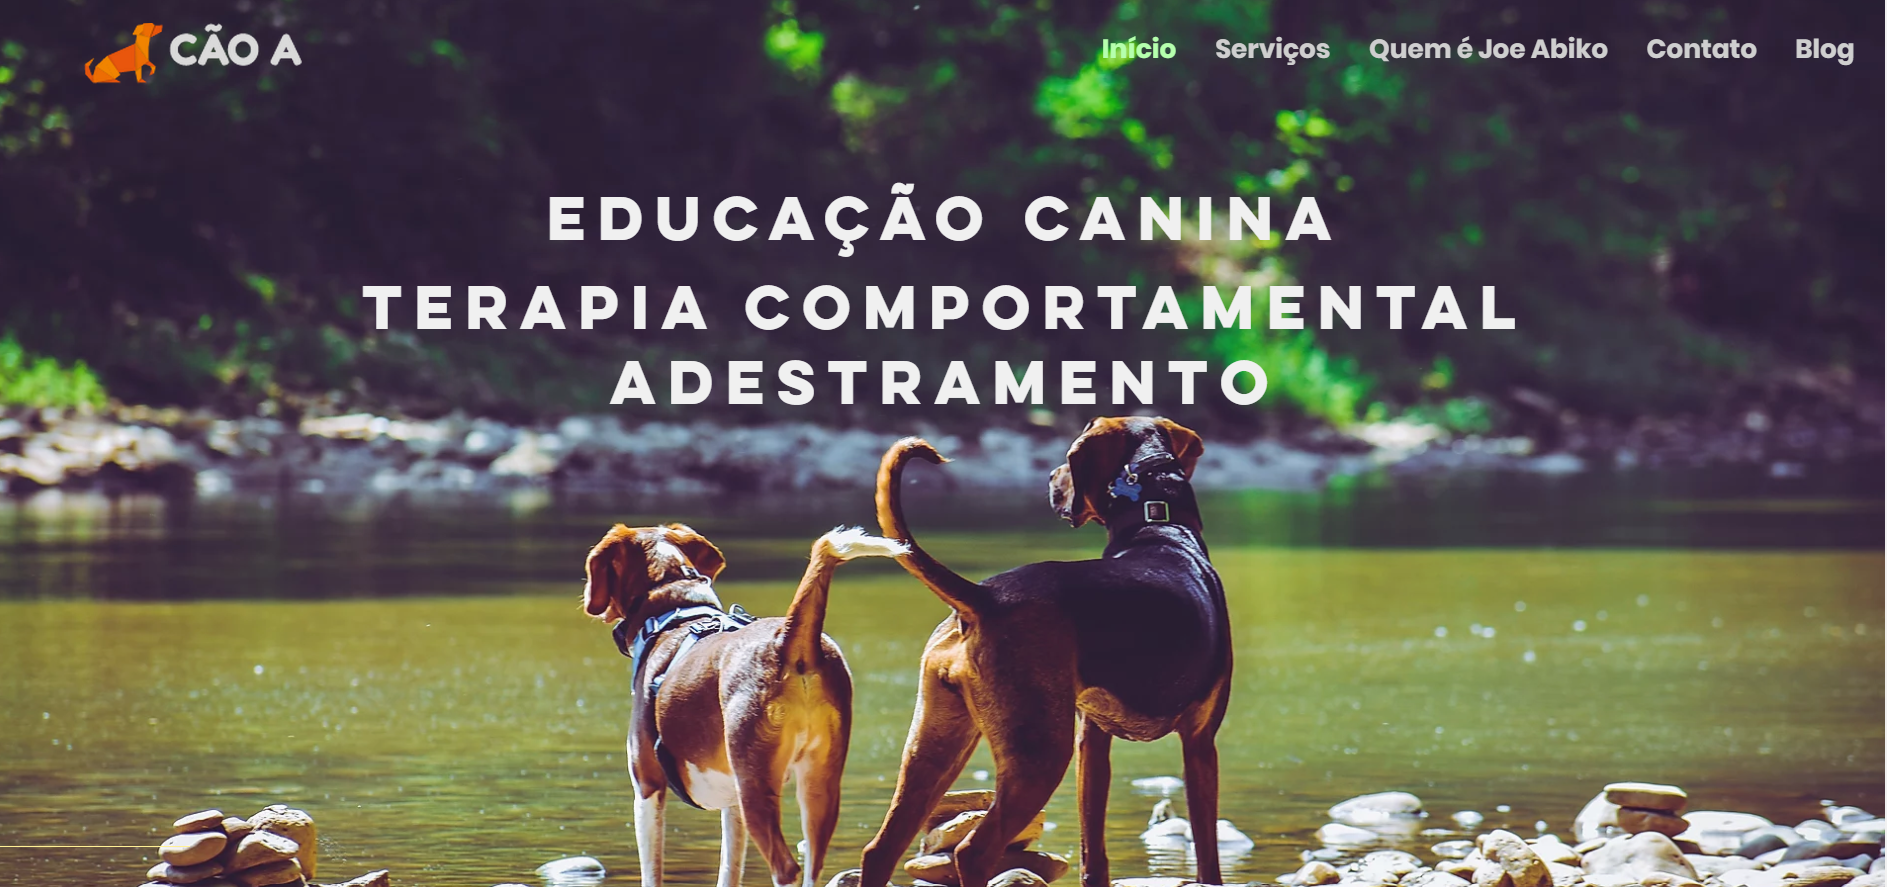 CÃO A
Início Serviços Quem é Joe Abiko Contato Blog
EDUCAÇÃO CANINA
TERAPIA COMPORTAMENTAL
ADESTRAMENTO